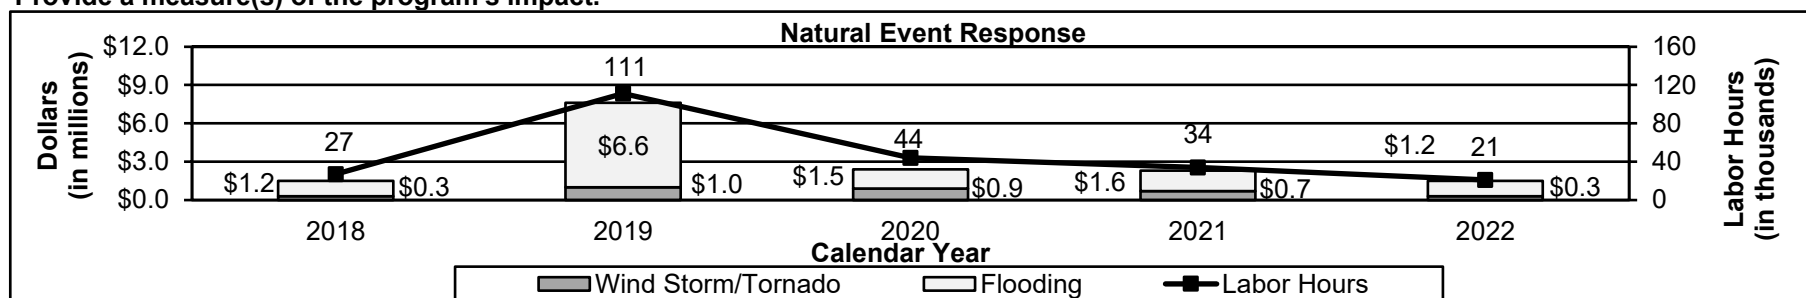 Provide a measure(s) of the program's impact.
Natural Event Response
Dollars
(in millions)
$12.0
$9.0
$6.0
$3.0
$0.0
160
120
80
40
0
Labor Hours
(in thousands)
27
111
44
34
21
$1.2
$0.3
$6.6
$1.0
$1.5
$0.9
$1.6
$0.7
$1.2
$0.3
2018 2019 2020 2021 2022
Calendar Year
Wind Storm/Tornado Flooding Labor Hours